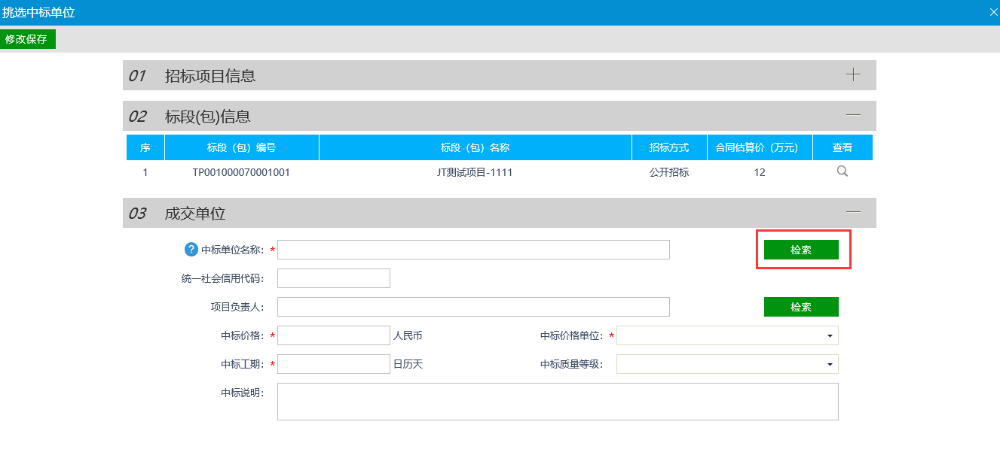 挑选中标单位
修改保存
01 招标项目信息
02 标段(包)信息
序 标段（包）编号 标段（包）名称 招标方式 合同估算价（万元） 查看
1 TP001000070001001 JT测试项目-1111 公开招标 12
03 成交单位
? 中标单位名称： * 检索
统一社会信用代码：
项目负责人： 检索
中标价格： * 人民币 中标价格单位： *
中标工期： * 日历天 中标质量等级：
中标说明：